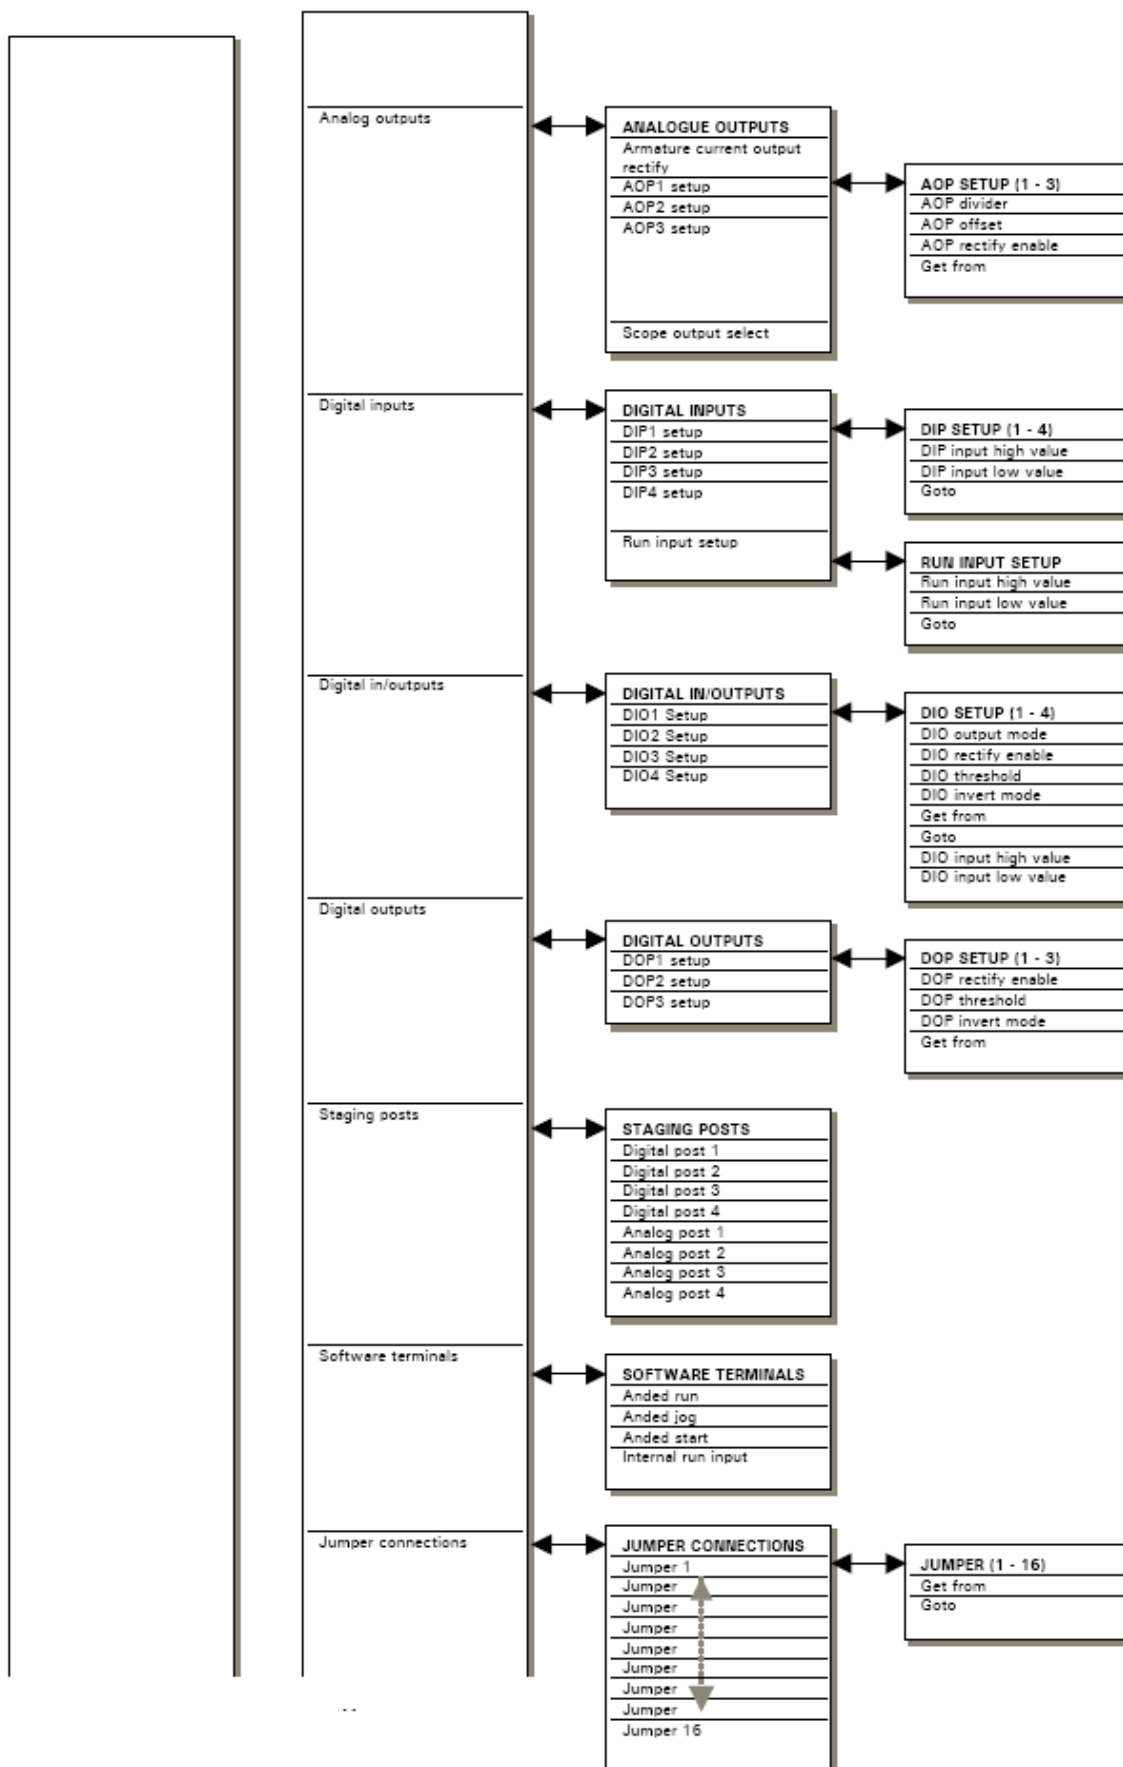 Analog outputs
ANALOGUE OUTPUTS
Armature current output
rectify
AOP1 setup
AOP2 setup
AOP3 setup
Scope output select
AOP SETUP (1 - 3)
AOP divider
AOP offset
AOP rectify enable
Get from
Digital inputs
DIGITAL INPUTS
DIP1 setup
DIP2 setup
DIP3 setup
DIP4 setup
Run input setup
DIP SETUP (1 - 4)
DIP input high value
DIP input low value
Goto
RUN INPUT SETUP
Run input high value
Run input low value
Goto
Digital in/outputs
DIGITAL IN/OUTPUTS
DIO1 Setup
DIO2 Setup
DIO3 Setup
DIO4 Setup
DIO SETUP (1 - 4)
DIO output mode
DIO rectify enable
DIO threshold
DIO invert mode
Get from
Goto
DIO input high value
DIO input low value
Digital outputs
DIGITAL OUTPUTS
DOP1 setup
DOP2 setup
DOP3 setup
DOP SETUP (1 - 3)
DOP rectify enable
DOP threshold
DOP invert mode
Get from
Staging posts
STAGING POSTS
Digital post 1
Digital post 2
Digital post 3
Digital post 4
Analog post 1
Analog post 2
Analog post 3
Analog post 4
Software terminals
SOFTWARE TERMINALS
Anded run
Anded jog
Anded start
Internal run input
Jumper connections
JUMPER CONNECTIONS
Jumper 1
Jumper
Jumper
Jumper
Jumper
Jumper
Jumper
Jumper
Jumper 16
JUMPER (1 - 16)
Get from
Goto